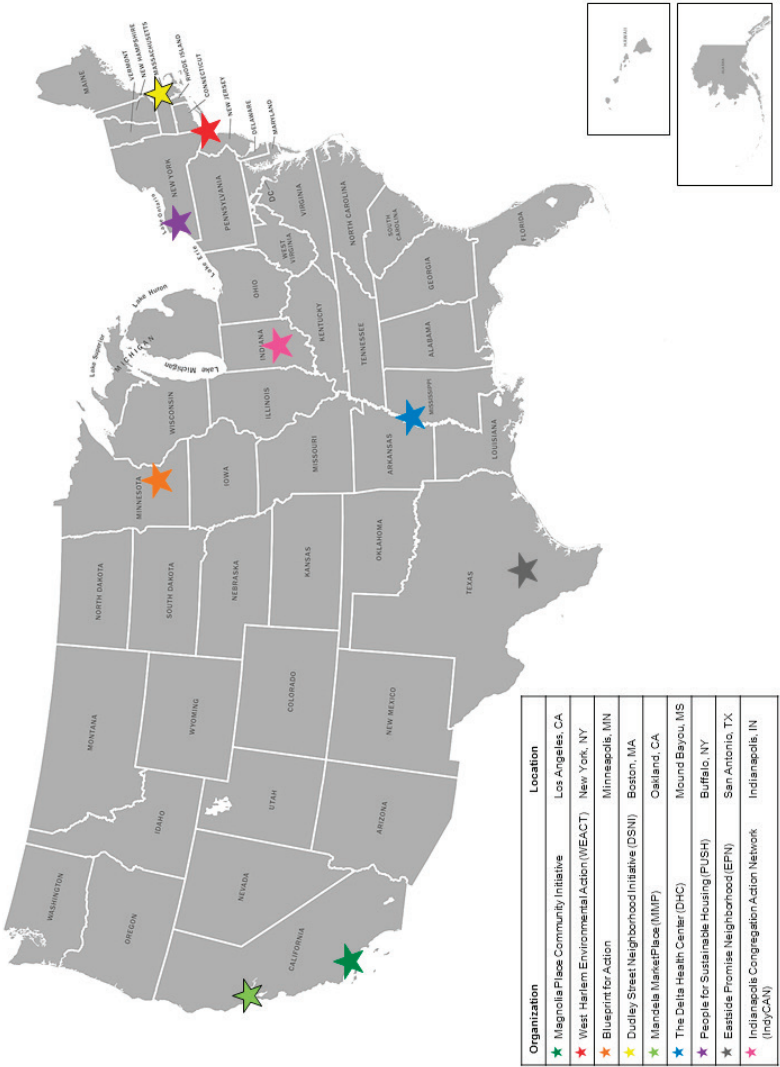 WASHINGTON
OREGON
CALIFORNIA
NEVADA
IDAHO
MONTANA
WYOMING
UTAH
ARIZONA
COLORADO
NEW MEXICO
NORTH DAKOTA
SOUTH DAKOTA
NEBRASKA
KANSAS
OKLAHOMA
TEXAS
MINNESOTA
IOWA
MISSOURI
ARKANSAS
LOUISIANA
WISCONSIN
ILLINOIS
MISSISSIPPI
Lake Superior
MICHIGAN
Lake Michigan
Lake Huron
INDIANA
OHIO
KENTUCKY
TENNESSEE
ALABAMA
GEORGIA
FLORIDA
SOUTH CAROLINA
NORTH CAROLINA
VIRGINIA
WEST VIRGINIA
DC
Lake Erie
Lake Ontario
PENNSYLVANIA
NEW YORK
MAINE
VERMONT
NEW HAMPSHIRE
MASSACHUSETTS
RHODE ISLAND
CONNECTICUT
NEW JERSEY
DELAWARE
MARYLAND
HAWAII
ALASKA
Organization Location
Magnolia Place Community Initiative Los Angeles, CA
West Harlem Environmental Action (WEACT) New York, NY
Blueprint for Action Minneapolis, MN
Dudley Street Neighborhood Initiative (DSNI) Boston, MA
Mandela MarketPlace (MMP) Oakland, CA
The Delta Health Center (DHC) Mound Bayou, MS
People for Sustainable Housing (PUSH) Buffalo, NY
Eastside Promise Neighborhood (EPN) San Antonio, TX
Indianapolis Congregation Action Network Indianapolis, IN
(IndyCAN)